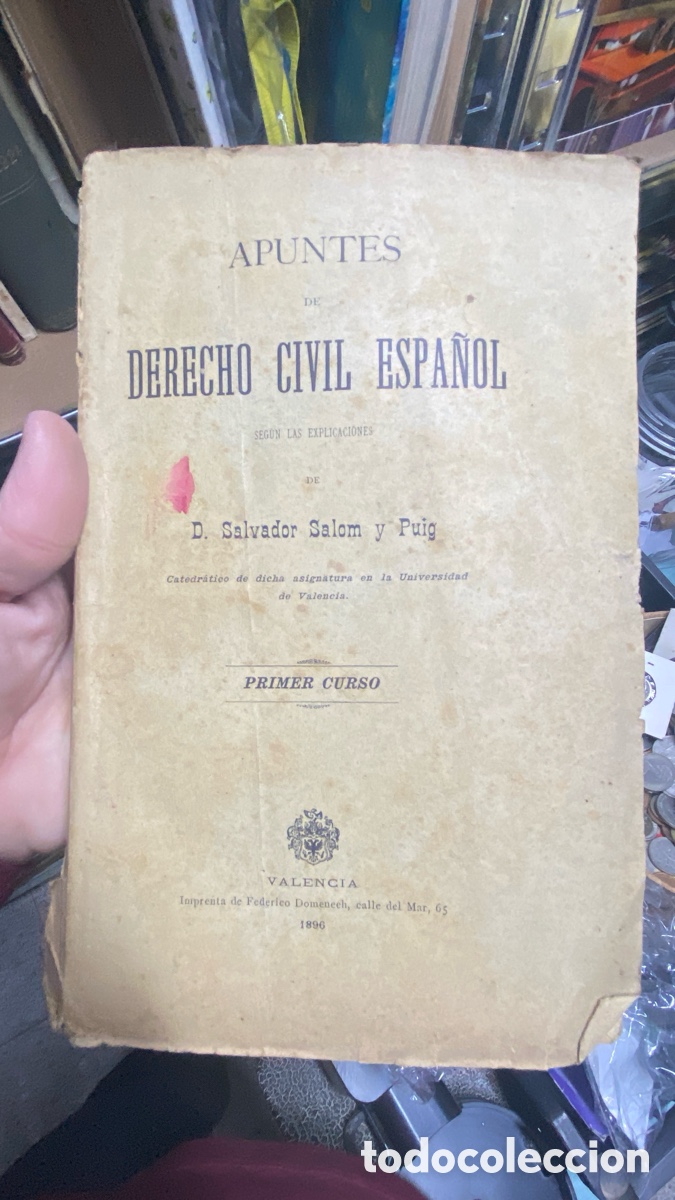 APUNTES
DE
DERECHO CIVIL ESPAÑOL
SEGÚN LAS EXPLICACIONES
DE
D. Salvador Salom y Puig
Catedrático de dicha asignatura en la Universidad
de Valencia.
PRIMER CURSO
VALENCIA
Imprenta de Federico Domenech, calle del Mar, 65
1896
todocoleccion